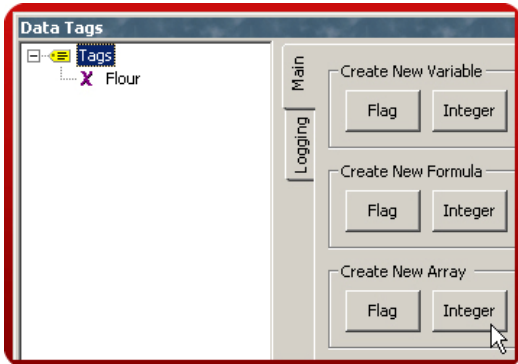 Data Tags
Tags
Flour
Main
Logging
Create New Variable
Flag Integer
Create New Formula
Flag Integer
Create New Array
Flag Integer